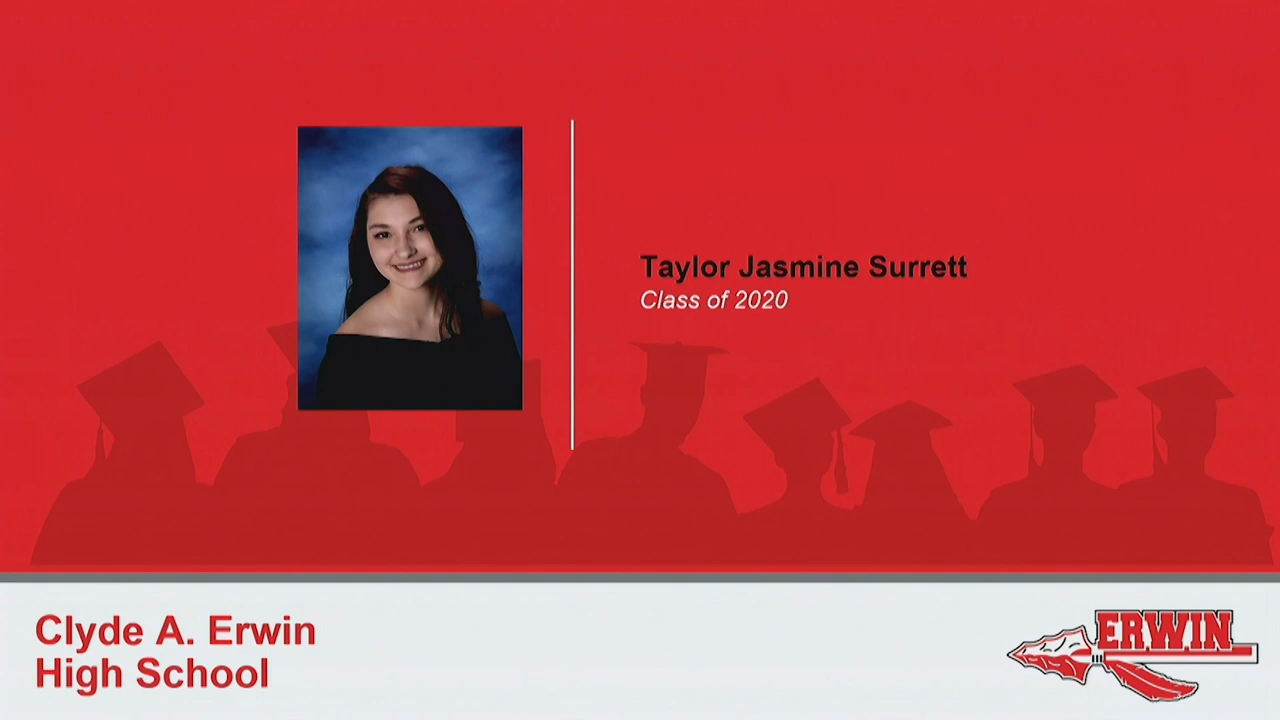 Taylor Jasmine Surrett
Class of 2020
Clyde A. Erwin
High School
ERWIN